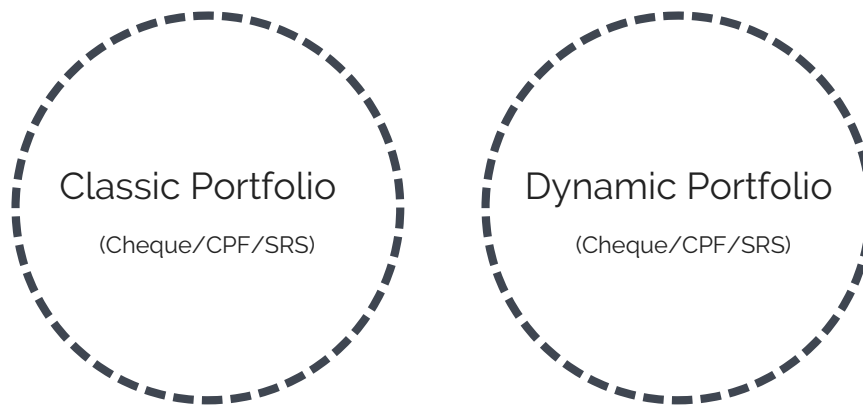 Classic Portfolio
(Cheque/CPF/SRS)
Dynamic Portfolio
(Cheque/CPF/SRS)